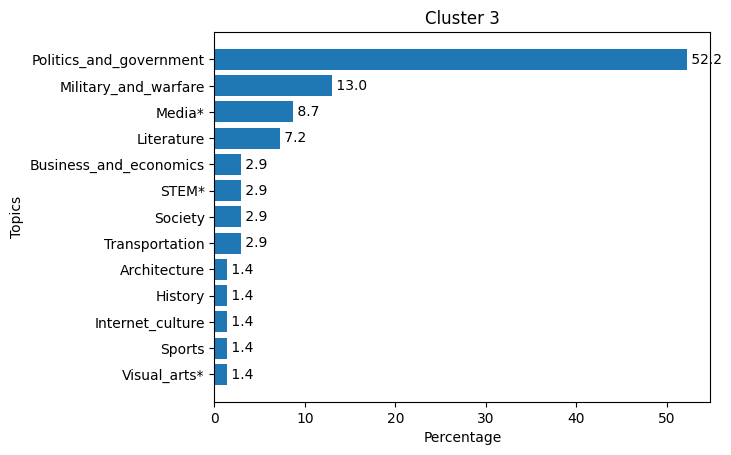 Cluster 3
Politics_and_government 52.2
Military_and_warfare 13.0
Media* 8.7
Literature 7.2
Business_and_economics 2.9
STEM* 2.9
Society 2.9
Transportation 2.9
Architecture 1.4
History 1.4
Internet_culture 1.4
Sports 1.4
Visual_arts* 1.4
Topics
0 10 20 30 40 50
Percentage